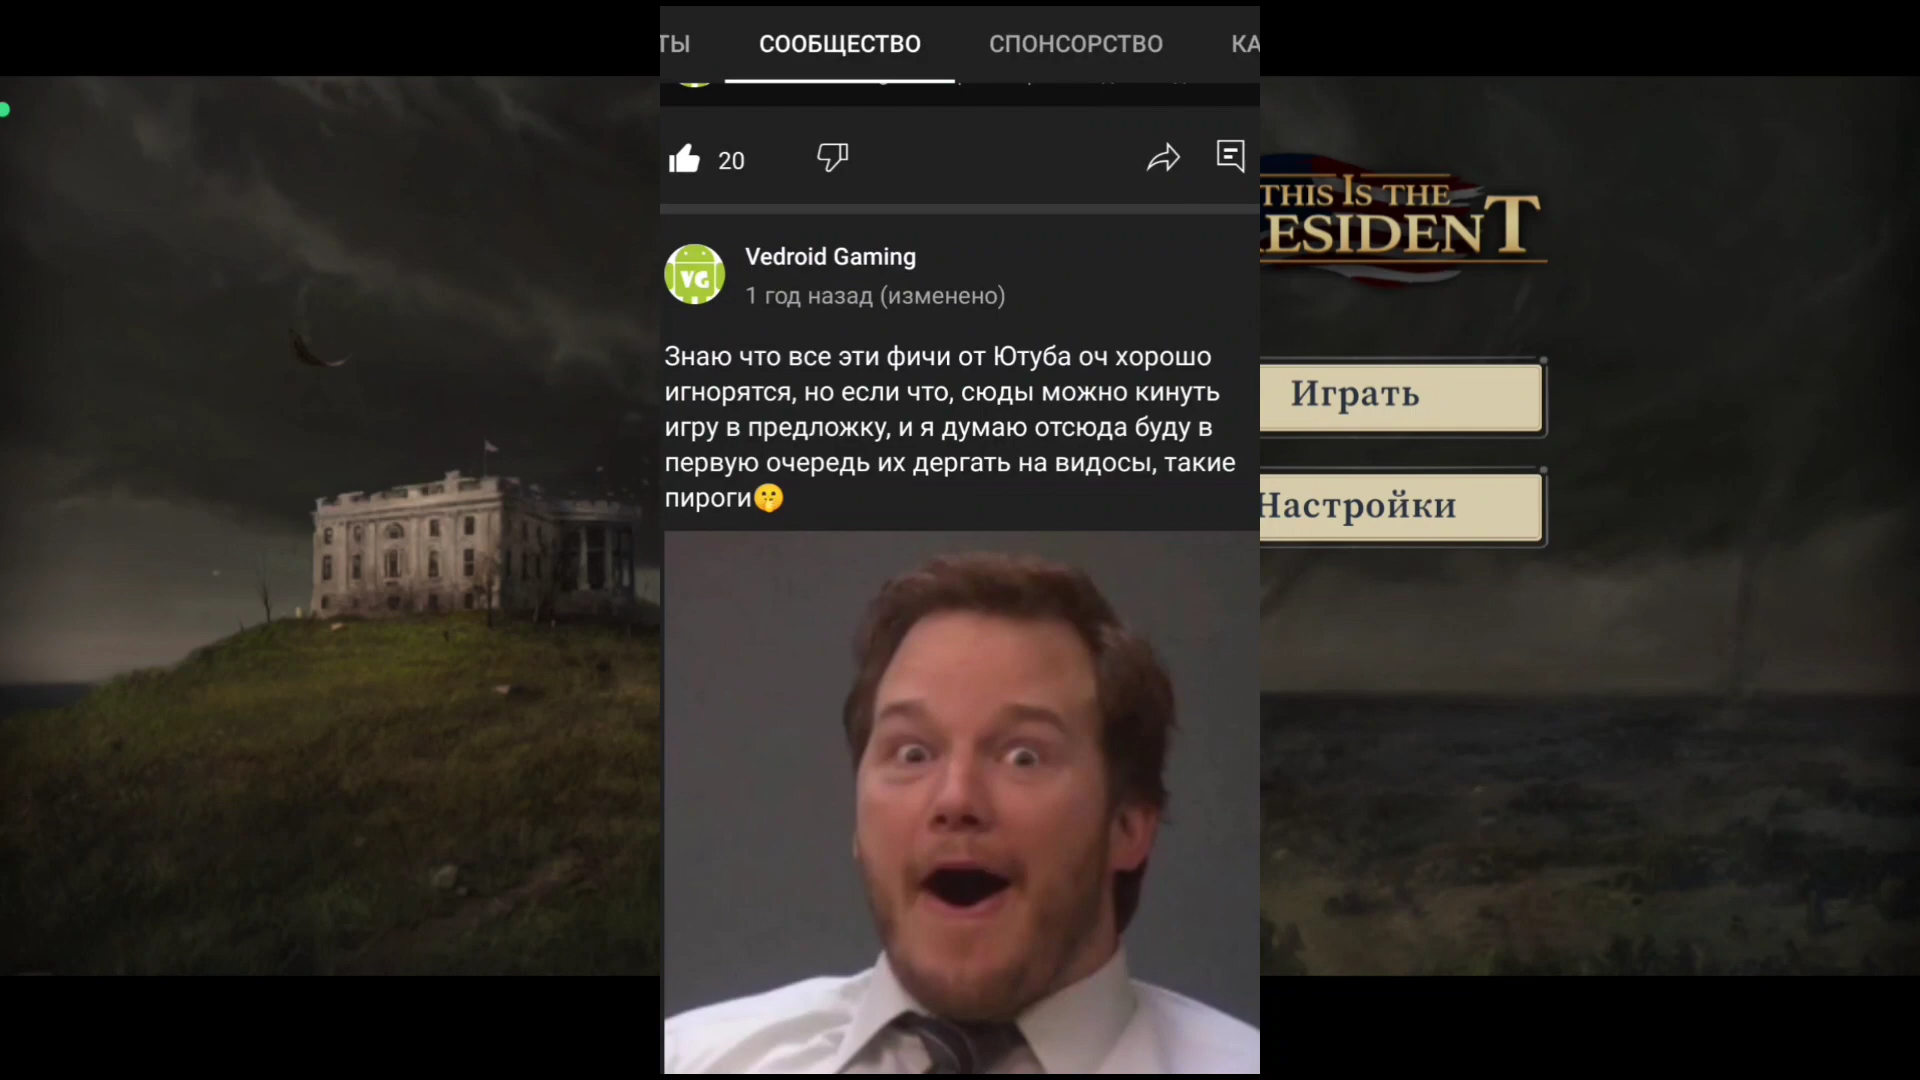 ТЫ СООБЩЕСТВО СПОНСОРСТВО КА
20
VG
Vedroid Gaming
1 год назад (изменено)
Знаю что все эти фичи от Ютуба оч хорошо
игнорятся, но если что, сюды можно кинуть
игру в предложку, и я думаю отсюда буду в
первую очередь их дергать на видосы, такие
пироги🤫
THIS IS THE
ESIDENT
Играть
Настройки